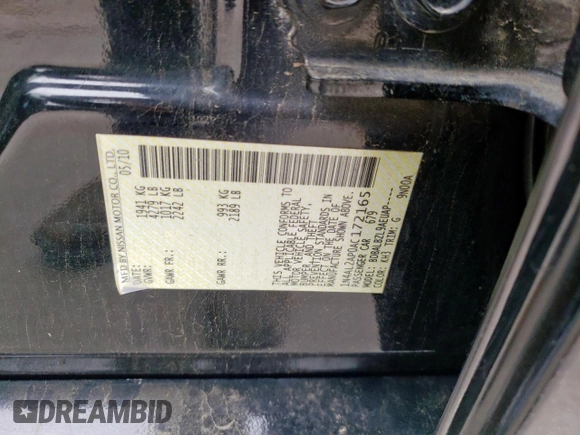 MFD BY NISSAN MOTOR CO., LTD.
05/10
GVWR: 1941 KG
4279 LB
GAWR FR.: 1017 KG
2242 LB
GAWR RR.: 993 KG
2189 LB
THIS VEHICLE CONFORMS TO
ALL APPLICABLE FEDERAL
MOTOR VEHICLE SAFETY,
BUMPER, AND THEFT
PREVENTION STANDARDS IN
EFFECT ON THE DATE OF
MANUFACTURE SHOWN ABOVE.
1N4AL2AP0AC172165
PASSENGER CAR 679
MODEL BDBALBZL9AEUAP-----
COLOR: KH3 TRIM: G 9N00A
DREAMBID